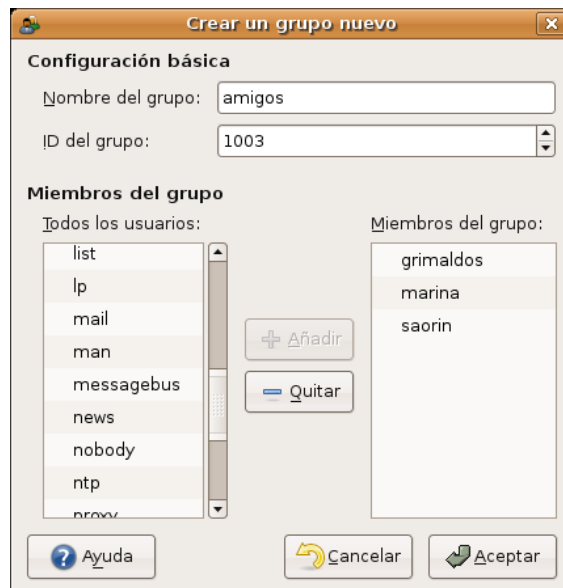 Crear un grupo nuevo
Configuración básica
Nombre del grupo: amigos
ID del grupo: 1003
Miembros del grupo
Todos los usuarios:
list
lp
mail
man
messagebus
news
nobody
ntp
proxy
Añadir
Quitar
Miembros del grupo:
grimaldos
marina
saorin
Ayuda
Cancelar
Aceptar